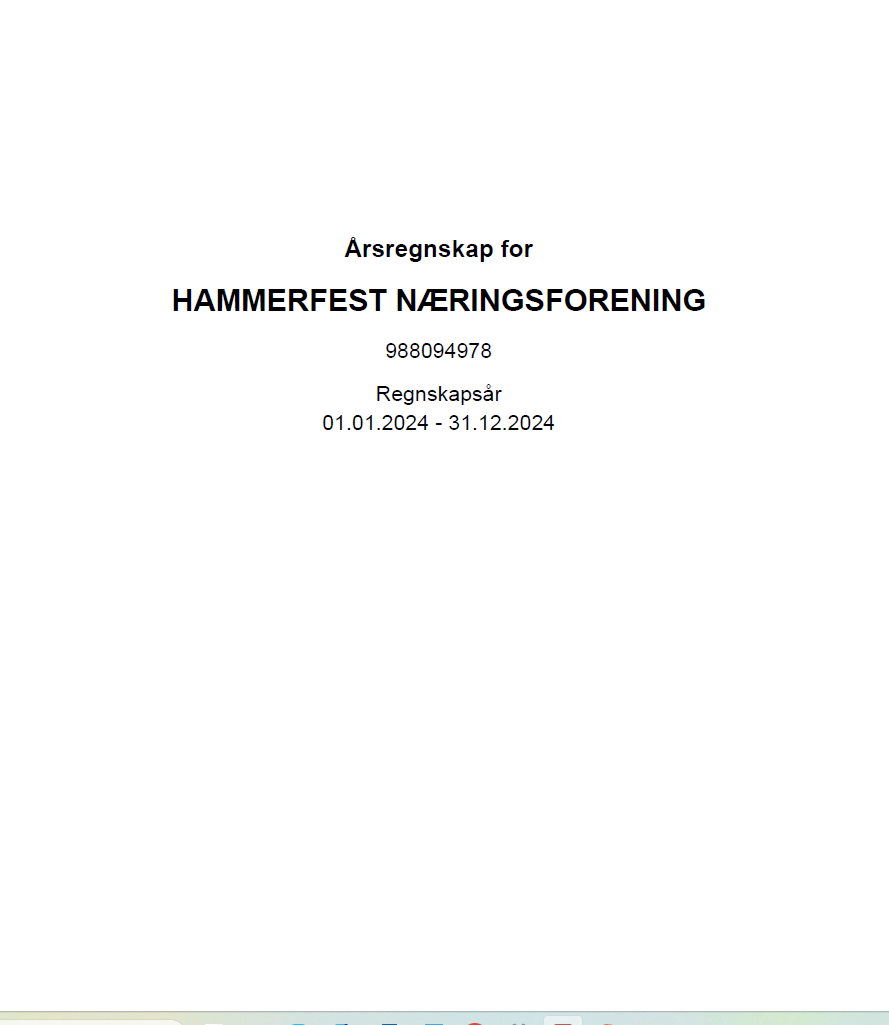 Årsregnskap for
HAMMERFEST NÆRINGSFORENING
988094978
Regnskapsår
01.01.2024 - 31.12.2024